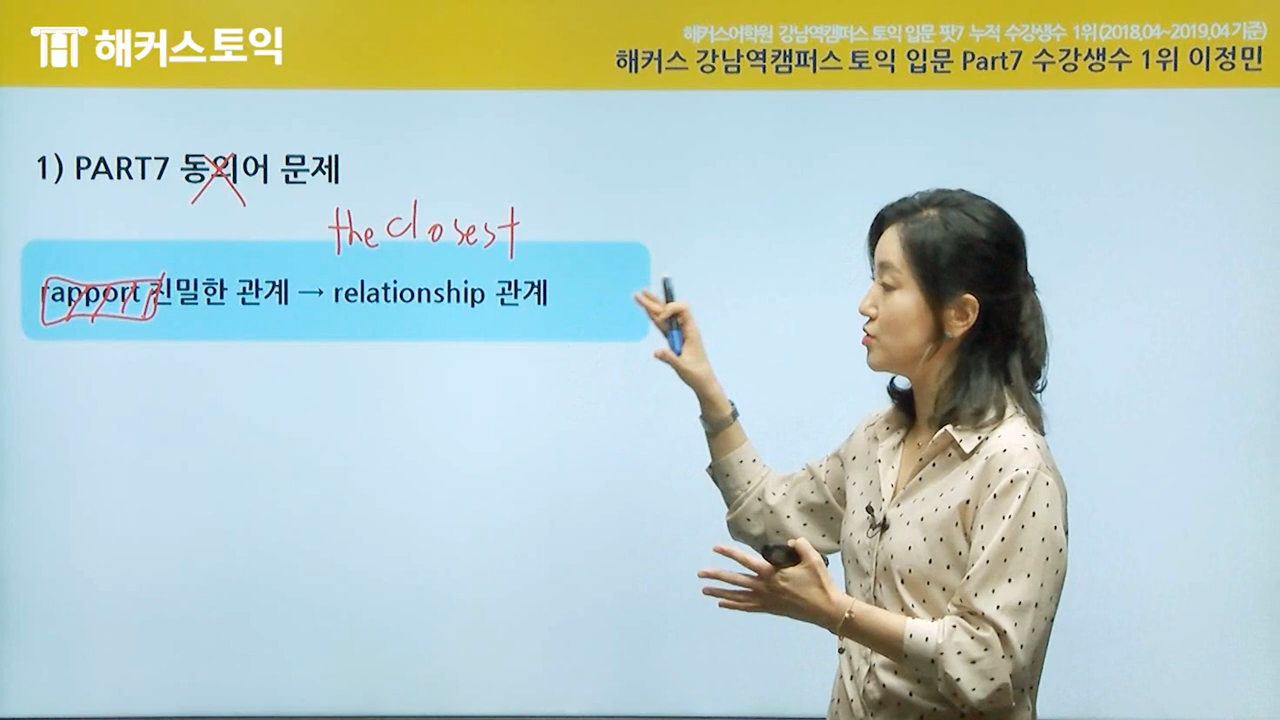 해커스토익
해커스어학원 강남역캠퍼스 토익 입문 팟7 누적 수강생수 1위(2018.04~2019.04 기준)
해커스 강남역캠퍼스 토익 입문 Part7 수강생수 1위 이정민
1) PART7 동의어 문제
the closest
rapport 친밀한 관계 → relationship 관계